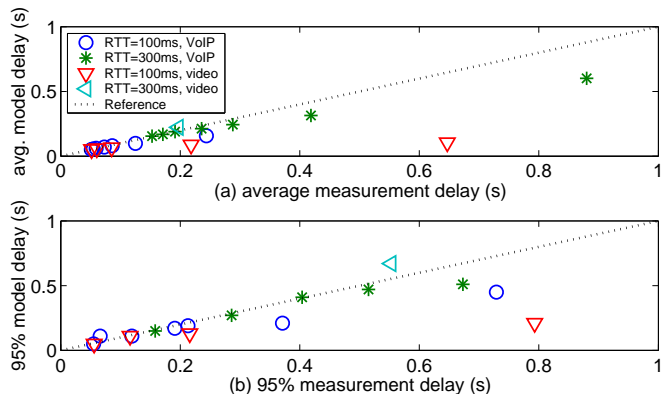 1
0.5
0
avg. model delay (s)
RTT=100ms, VoIP
RTT=300ms, VoIP
RTT=100ms, video
RTT=300ms, video
Reference
0 0.2 0.4 0.6 0.8 1
(a) average measurement delay (s)
1
0.5
0
95% model delay (s)
0 0.2 0.4 0.6 0.8 1
(b) 95% measurement delay (s)